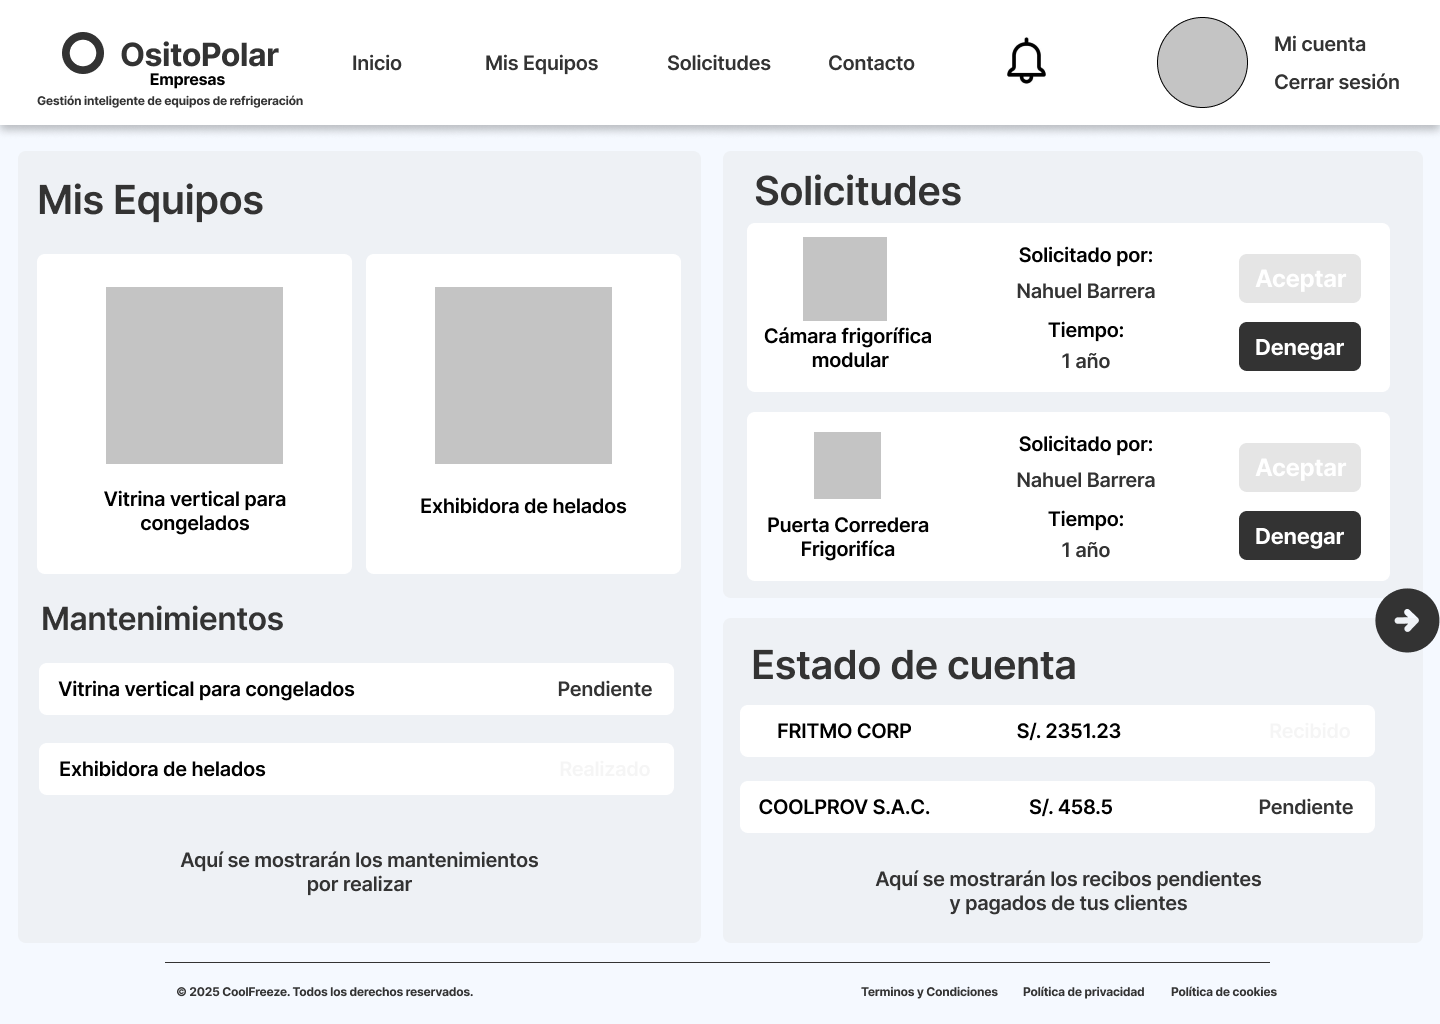 OsitoPolar
Empresas
Gestión inteligente de equipos de refrigeración
Inicio
Mis Equipos
Solicitudes
Contacto
Mi cuenta
Cerrar sesión
Mis Equipos
Vitrina vertical para
congelados
Exhibidora de helados
Mantenimientos
Vitrina vertical para congelados
Pendiente
Exhibidora de helados
Realizado
Aquí se mostrarán los mantenimientos
por realizar
Solicitudes
Cámara frigorífica
modular
Solicitado por:
Nahuel Barrera
Tiempo:
1 año
Aceptar
Denegar
Puerta Corredera
Frigorifíca
Solicitado por:
Nahuel Barrera
Tiempo:
1 año
Aceptar
Denegar
Estado de cuenta
FRITMO CORP
S/. 2351.23
Recibido
COOLPROV S.A.C.
S/. 458.5
Pendiente
Aquí se mostrarán los recibos pendientes
y pagados de tus clientes
© 2025 CoolFreeze. Todos los derechos reservados.
Terminos y Condiciones
Política de privacidad
Política de cookies